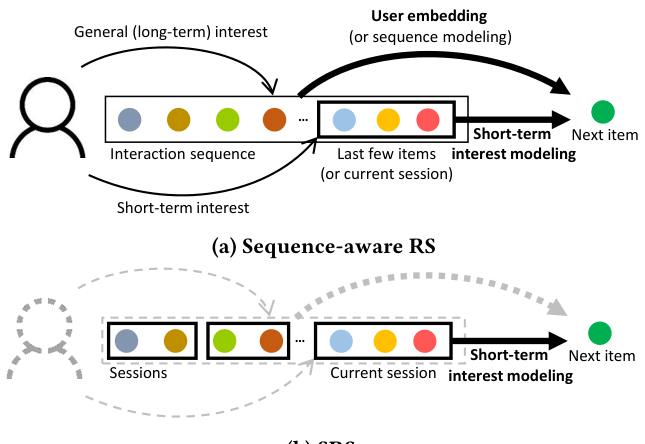 User embedding
General (long-term) interest
(or sequence modeling)
...
Short-term
interest modeling
Next item
Interaction sequence
Last few items
(or current session)
Short-term interest
(a) Sequence-aware RS
...
Short-term
interest modeling
Next item
Sessions
Current session